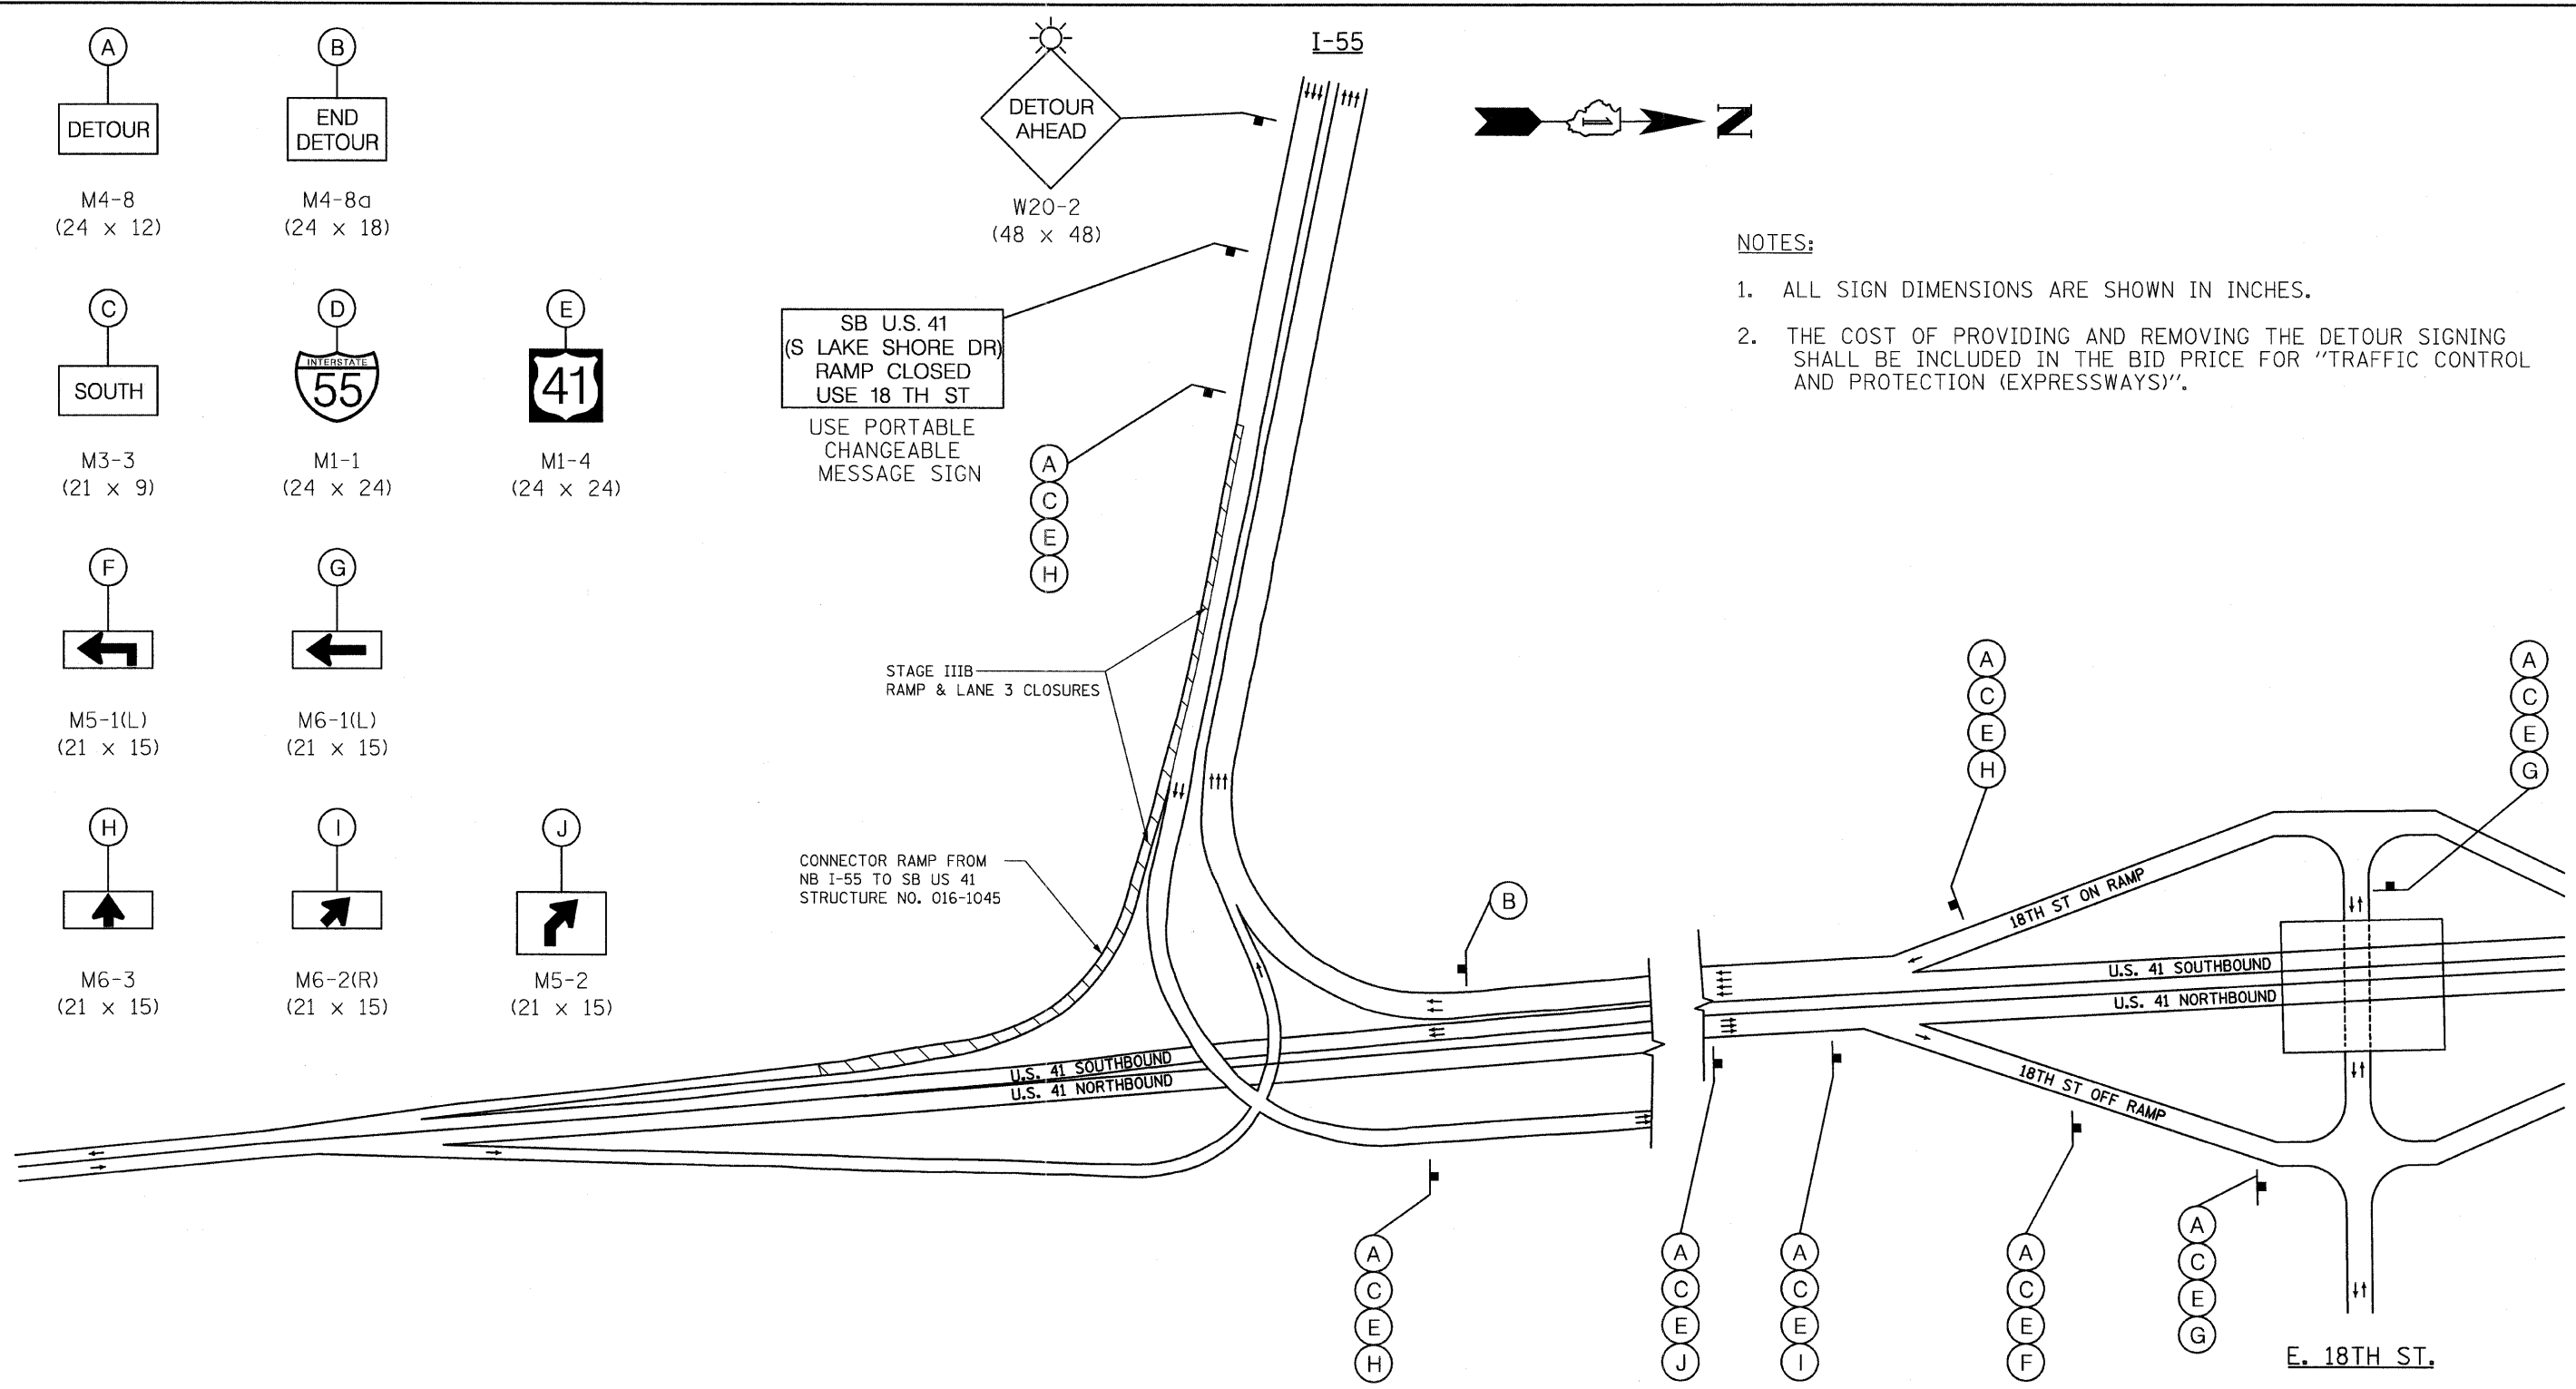 A
DETOUR
M4-8
(24 x 12)
B
END
DETOUR
M4-8a
(24 x 18)
C
SOUTH
M3-3
(21 x 9)
D
INTERSTATE
55
M1-1
(24 x 24)
E
41
M1-4
(24 x 24)
F
M5-1(L)
(21 x 15)
G
M6-1(L)
(21 x 15)
H
M6-3
(21 x 15)
I
M6-2(R)
(21 x 15)
J
M5-2
(21 x 15)
DETOUR
AHEAD
W20-2
(48 x 48)
I-55
N
SB U.S. 41
(S LAKE SHORE DR)
RAMP CLOSED
USE 18 TH ST
USE PORTABLE
CHANGEABLE
MESSAGE SIGN
A
C
E
H
NOTES:
1. ALL SIGN DIMENSIONS ARE SHOWN IN INCHES.
2. THE COST OF PROVIDING AND REMOVING THE DETOUR SIGNING
SHALL BE INCLUDED IN THE BID PRICE FOR "TRAFFIC CONTROL
AND PROTECTION (EXPRESSWAYS)".
STAGE IIIB
RAMP & LANE 3 CLOSURES
CONNECTOR RAMP FROM
NB I-55 TO SB US 41
STRUCTURE NO. 016-1045
B
A
C
E
H
A
C
E
G
18TH ST ON RAMP
U.S. 41 SOUTHBOUND
U.S. 41 NORTHBOUND
18TH ST OFF RAMP
U.S. 41 SOUTHBOUND
U.S. 41 NORTHBOUND
A
C
E
H
A
C
E
J
A
C
E
I
A
C
E
F
A
C
E
G
E. 18TH ST.